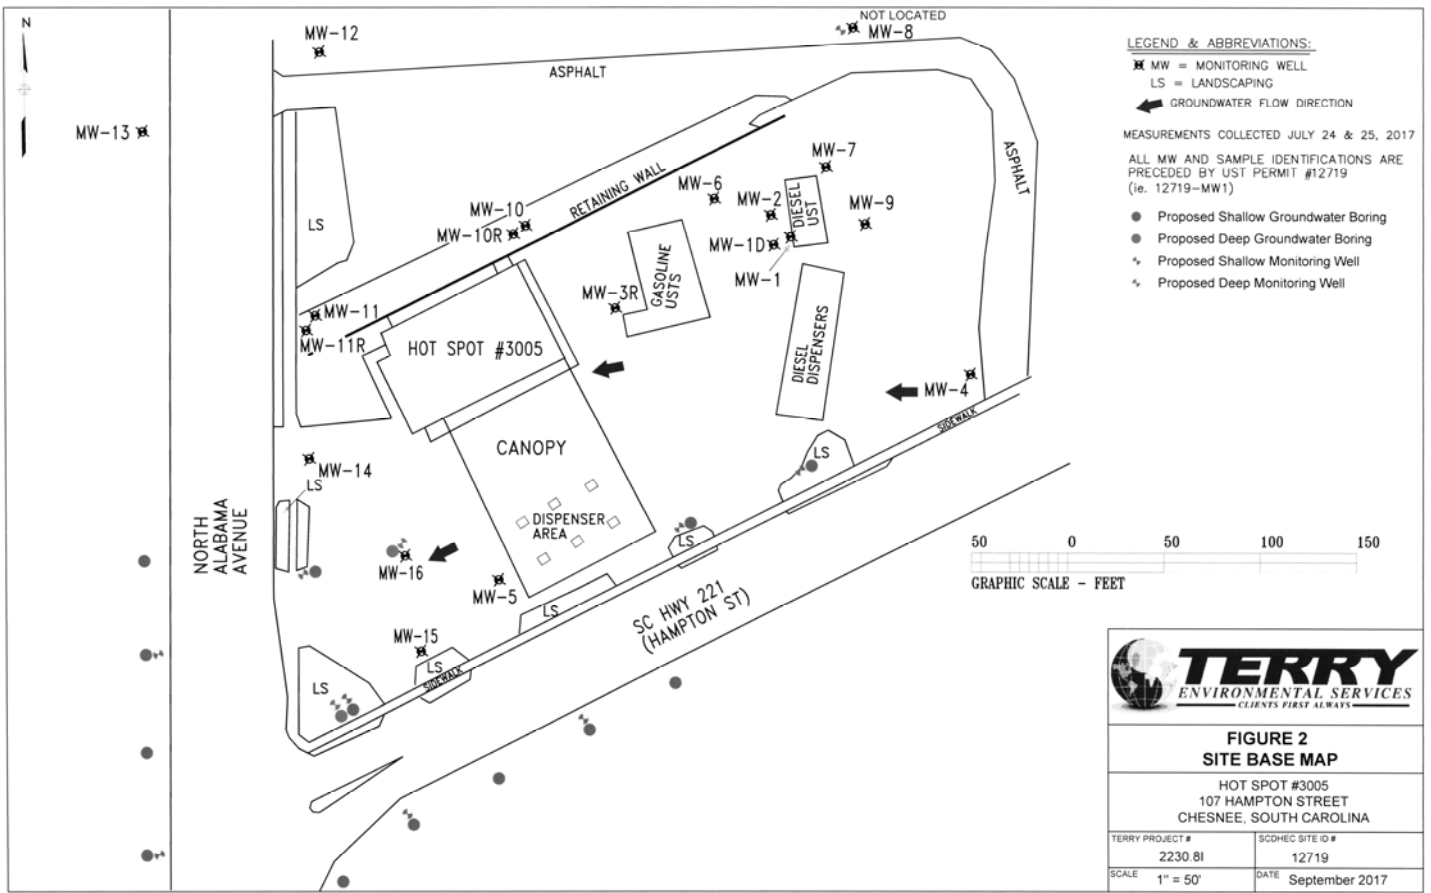 N
MW-12
NOT LOCATED
MW-8
ASPHALT
MW-13
LEGEND & ABBREVIATIONS:
MW = MONITORING WELL
LS = LANDSCAPING
GROUNDWATER FLOW DIRECTION
MEASUREMENTS COLLECTED JULY 24 & 25, 2017
ALL MW AND SAMPLE IDENTIFICATIONS ARE
PRECEDED BY UST PERMIT #12719
(ie. 12719-MW1)
Proposed Shallow Groundwater Boring
Proposed Deep Groundwater Boring
Proposed Shallow Monitoring Well
Proposed Deep Monitoring Well
ASPHALT
MW-7
MW-6
RETAINING WALL
MW-2
DIESEL
UST
MW-9
MW-10
MW-10R
LS
MW-1D
MW-1
GASOLINE
USTS
MW-3R
MW-11
MW-11R
HOT SPOT #3005
DIESEL
DISPENSERS
MW-4
SIDEWALK
CANOPY
LS
MW-14
LS
DISPENSER
AREA
NORTH
ALABAMA
AVENUE
LS
MW-16
MW-5
LS
SC HWY 221
(HAMPTON ST)
MW-15
LS
SIDEWALK
LS
50
0
50
100
150
GRAPHIC SCALE - FEET
TERRY
ENVIRONMENTAL SERVICES
CLIENTS FIRST ALWAYS
FIGURE 2
SITE BASE MAP
HOT SPOT #3005
107 HAMPTON STREET
CHESNEE, SOUTH CAROLINA
TERRY PROJECT #
2230.8I
SCDHEC SITE ID #
12719
SCALE
1" = 50'
DATE
September 2017